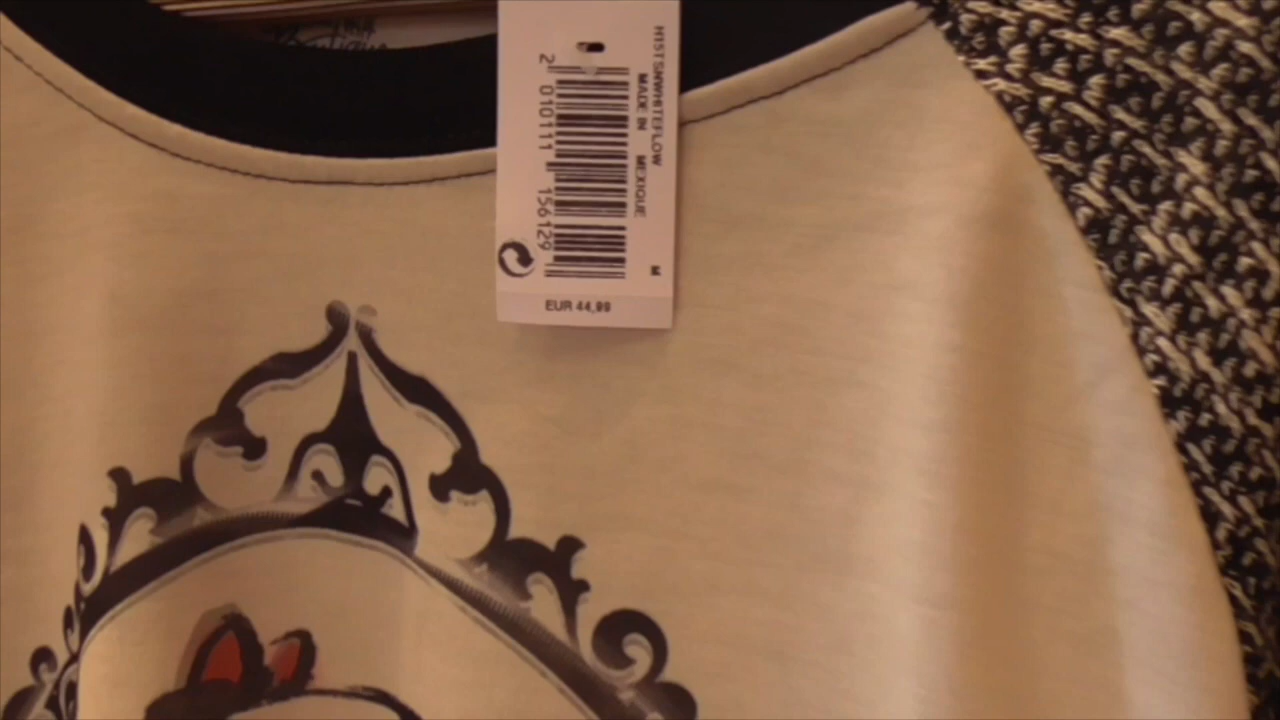 H15TSNWHITEFLOW
MADE IN MEXIQUE
M
2 010111 156129
EUR 44,99